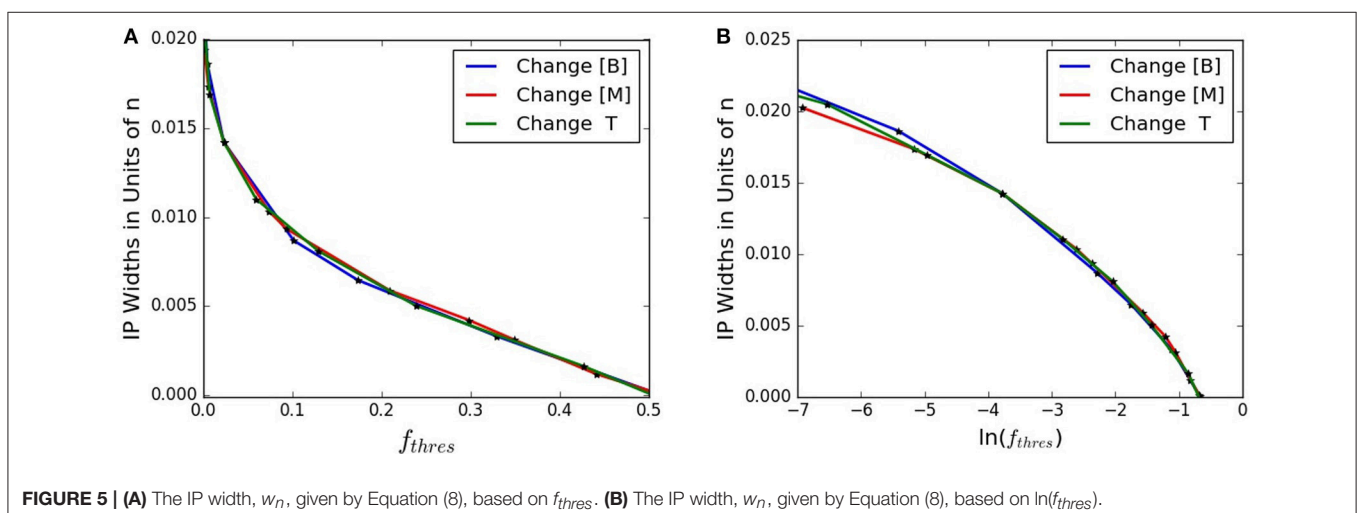 A
0.020
0.015
0.010
0.005
0.000
IP Widths in Units of n
Change [B]
Change [M]
Change T
0.0 0.1 0.2 0.3 0.4 0.5
f_thres
B
0.025
0.020
0.015
0.010
0.005
0.000
IP Widths in Units of n
Change [B]
Change [M]
Change T
−7 −6 −5 −4 −3 −2 −1 0
ln(f_thres)
FIGURE 5 | (A) The IP width, w_n, given by Equation (8), based on f_thres. (B) The IP width, w_n, given by Equation (8), based on ln(f_thres).